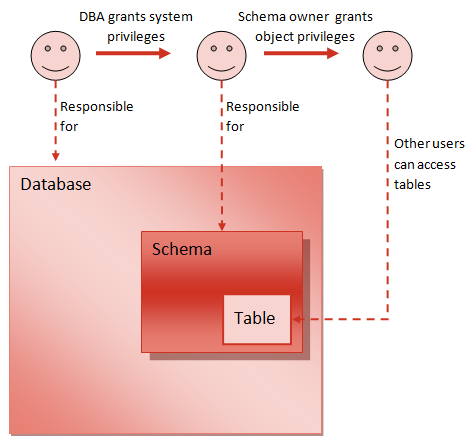 DBA grants system
privileges
Schema owner grants
object privileges
Responsible
for
Responsible
for
Other users
can access
tables
Database
Schema
Table